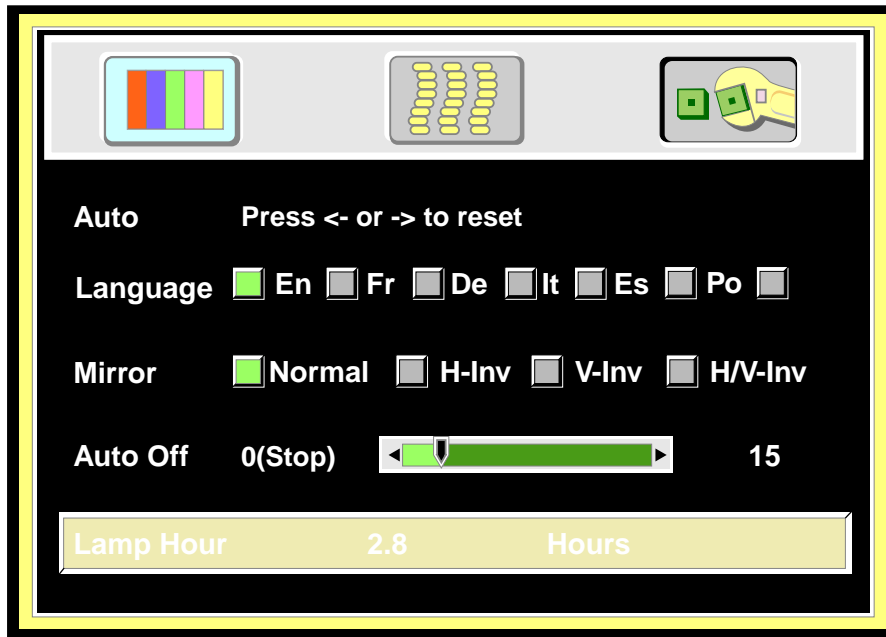 Auto Press <- or -> to reset
Language En Fr De It Es Po
Mirror Normal H-Inv V-Inv H/V-Inv
Auto Off 0(Stop) 15
Lamp Hour 2.8 Hours